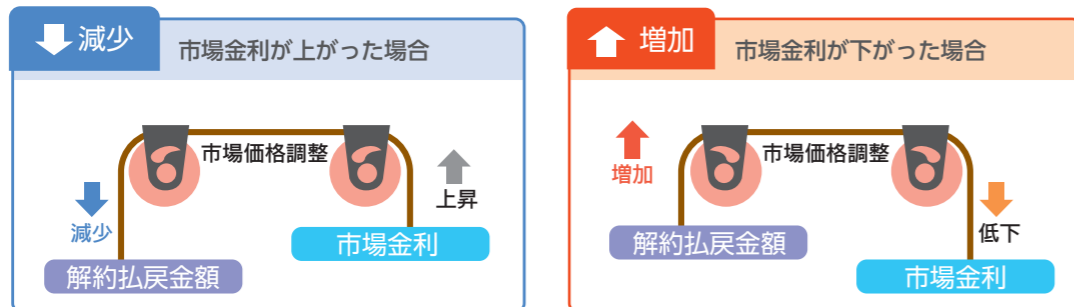 減少
市場金利が上がった場合
市場価格調整
減少
上昇
市場金利
解約払戻金額
増加
市場金利が下がった場合
市場価格調整
増加
低下
解約払戻金額
市場金利